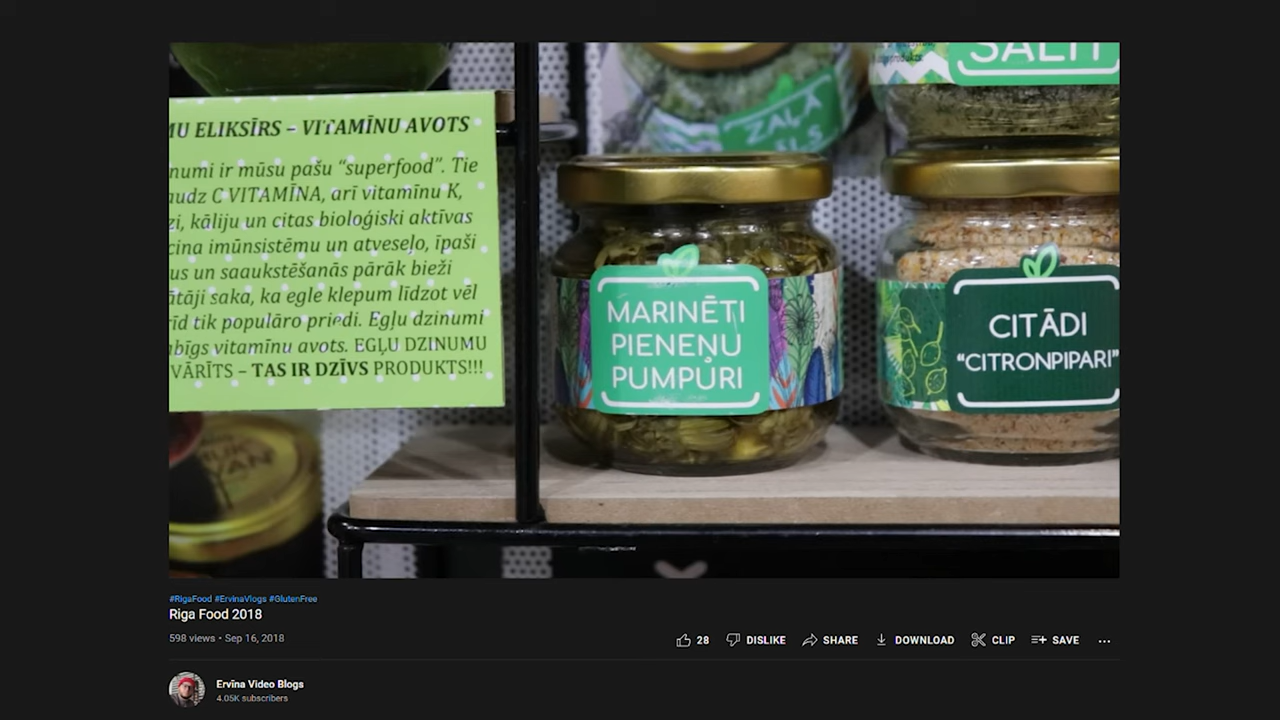 MU ELIKSĪRS – VITAMĪNU AVOTS
numi ir mūsu pašu “superfood”. Tie
audz C VITAMĪNA, arī vitamīnu K,
zi, kāliju un citas bioloģiski aktīvas
cina imūnsistēmu un atveseļo, īpaši
us un saaukstēšanās pārāk bieži
ātāji saka, ka egle klepum līdzot vēl
rīd tik populāro priedi. Egļu dzinumi
bīgs vitamīnu avots. EGĻU DZINUMU
VĀRĪTS – TAS IR DZĪVS PRODUKTS!!!
SALIT
ZAĻĀ
MARINĒTI
PIENEŅU
PUMPURI
CITĀDI
“CITRONPIPARI”
#RigaFood #ErvinaVlogs #GlutenFree
Riga Food 2018
598 views • Sep 16, 2018
28 DISLIKE SHARE DOWNLOAD CLIP SAVE
Ervīna Video Blogs
4.05K subscribers